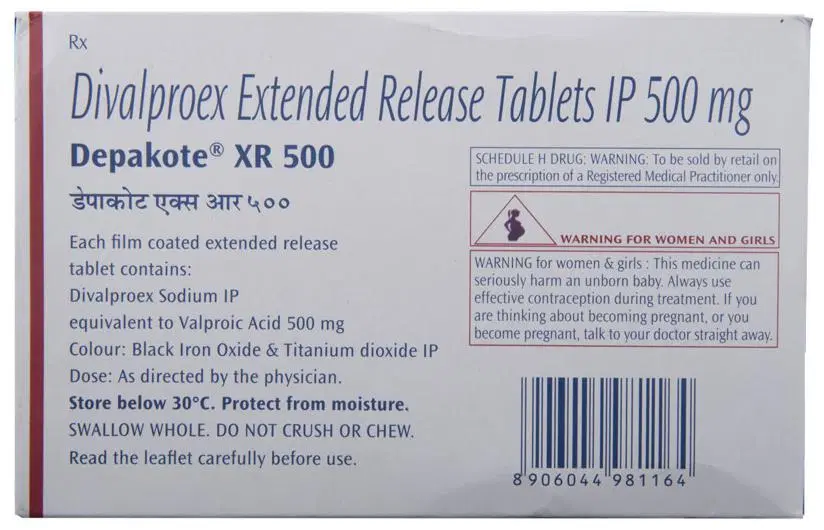 Rx
Divalproex Extended Release Tablets IP 500 mg
Depakote® XR 500
डेपाकोट एक्स आर ५००
Each film coated extended release
tablet contains:
Divalproex Sodium IP
equivalent to Valproic Acid 500 mg
Colour: Black Iron Oxide & Titanium dioxide IP
Dose: As directed by the physician.
Store below 30°C. Protect from moisture.
SWALLOW WHOLE. DO NOT CRUSH OR CHEW.
Read the leaflet carefully before use.
SCHEDULE H DRUG: WARNING: To be sold by retail on
the prescription of a Registered Medical Practitioner only.
WARNING FOR WOMEN AND GIRLS
WARNING for women & girls : This medicine can
seriously harm an unborn baby. Always use
effective contraception during treatment. If you
are thinking about becoming pregnant, or you
become pregnant, talk to your doctor straight away.
8 906044 981164